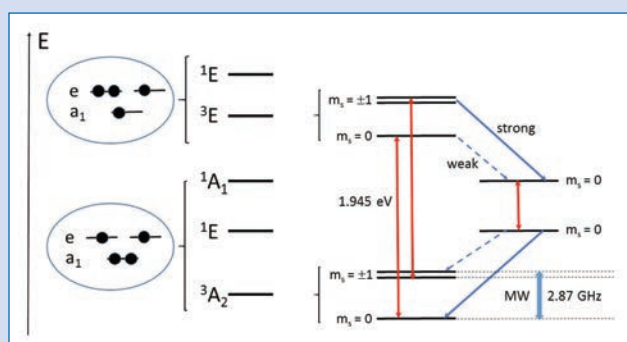 E
e
a₁
e
a₁
¹E
³E
¹A₁
¹E
³A₂
mₛ = ±1
mₛ = 0
1.945 eV
mₛ = ±1
mₛ = 0
strong
weak
mₛ = 0
mₛ = 0
MW
2.87 GHz